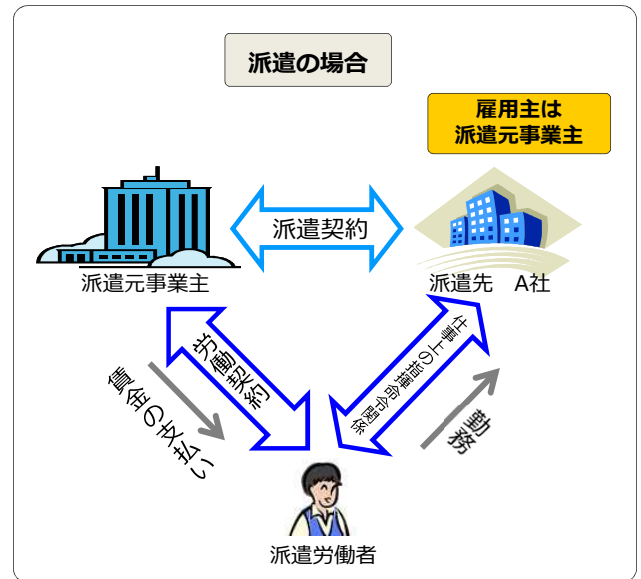 派遣の場合
雇用主は
派遣元事業主
派遣契約
派遣元事業主
派遣先　A社
労働契約
仕事上の指揮命令関係
賃金の支払い
勤務
派遣労働者